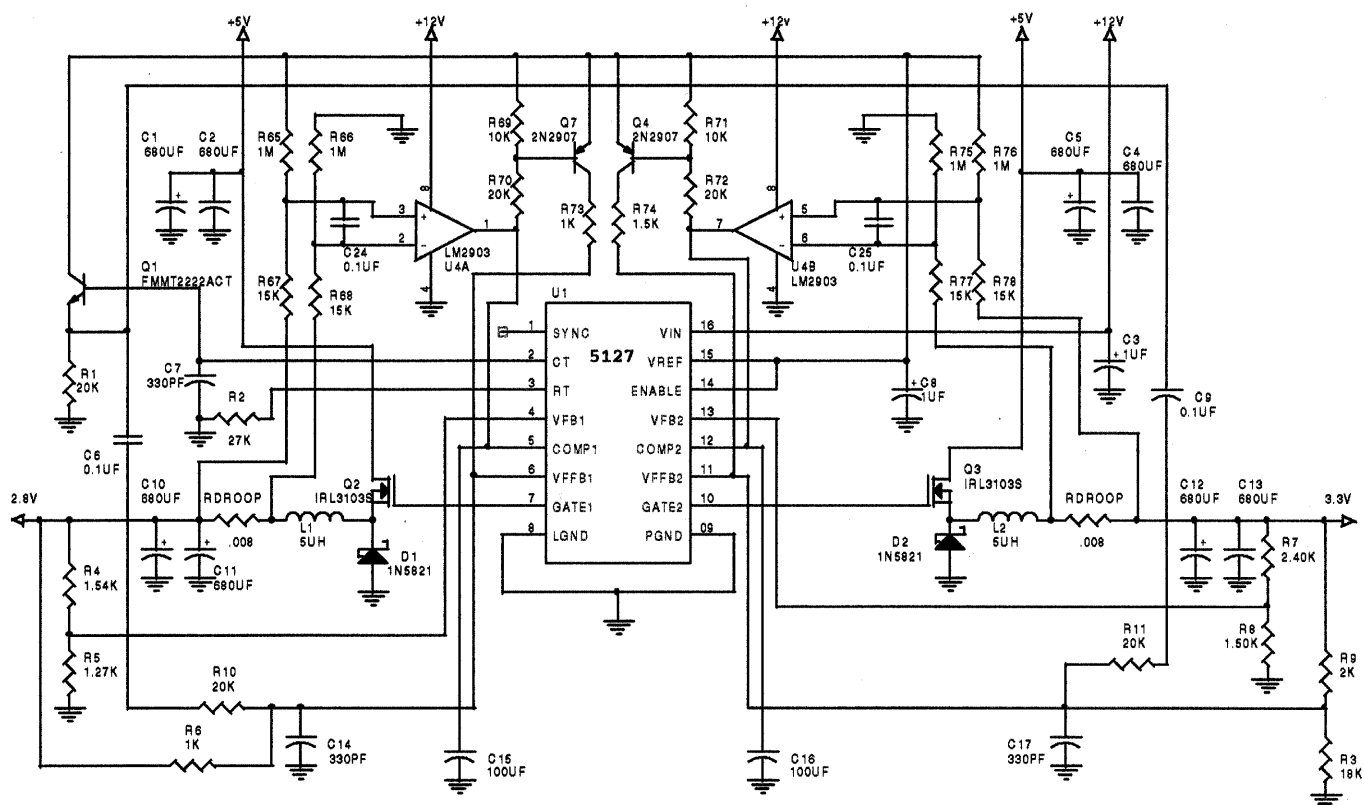 +5V
+12V
+12V
+5V
+12V
C1
680UF
C2
680UF
R65
1M
R66
1M
R69
10K
Q7
2N2907
Q4
2N2907
R71
10K
R75
1M
R76
1M
C5
680UF
C4
680UF
R70
20K
R73
1K
R74
1.5K
R72
20K
8
3
+
2
-
1
4
LM2903
U4A
C24
0.1UF
8
5
+
6
-
7
4
U4B
LM2903
C25
0.1UF
Q1
FMMT2222ACT
R67
15K
R68
15K
R77
15K
R78
15K
U1
5127
1 SYNC
2 CT
3 RT
4 VFB1
5 COMP1
6 VFFB1
7 GATE1
8 LGND
VIN 16
VREF 15
ENABLE 14
VFB2 13
COMP2 12
VFFB2 11
GATE2 10
PGND 09
R1
20K
C7
330PF
R2
27K
+
C8
1UF
+
C3
1UF
C9
0.1UF
C6
0.1UF
2.8V
C10
680UF
RDROOP
.008
C11
680UF
L1
5UH
Q2
IRL3103S
D1
1N5821
Q3
IRL3103S
D2
1N5821
L2
5UH
RDROOP
.008
C12
680UF
C13
680UF
3.3V
R4
1.54K
R5
1.27K
R7
2.40K
R8
1.50K
R10
20K
R6
1K
C14
330PF
C15
100UF
C16
100UF
C17
330PF
R11
20K
R9
2K
R3
18K